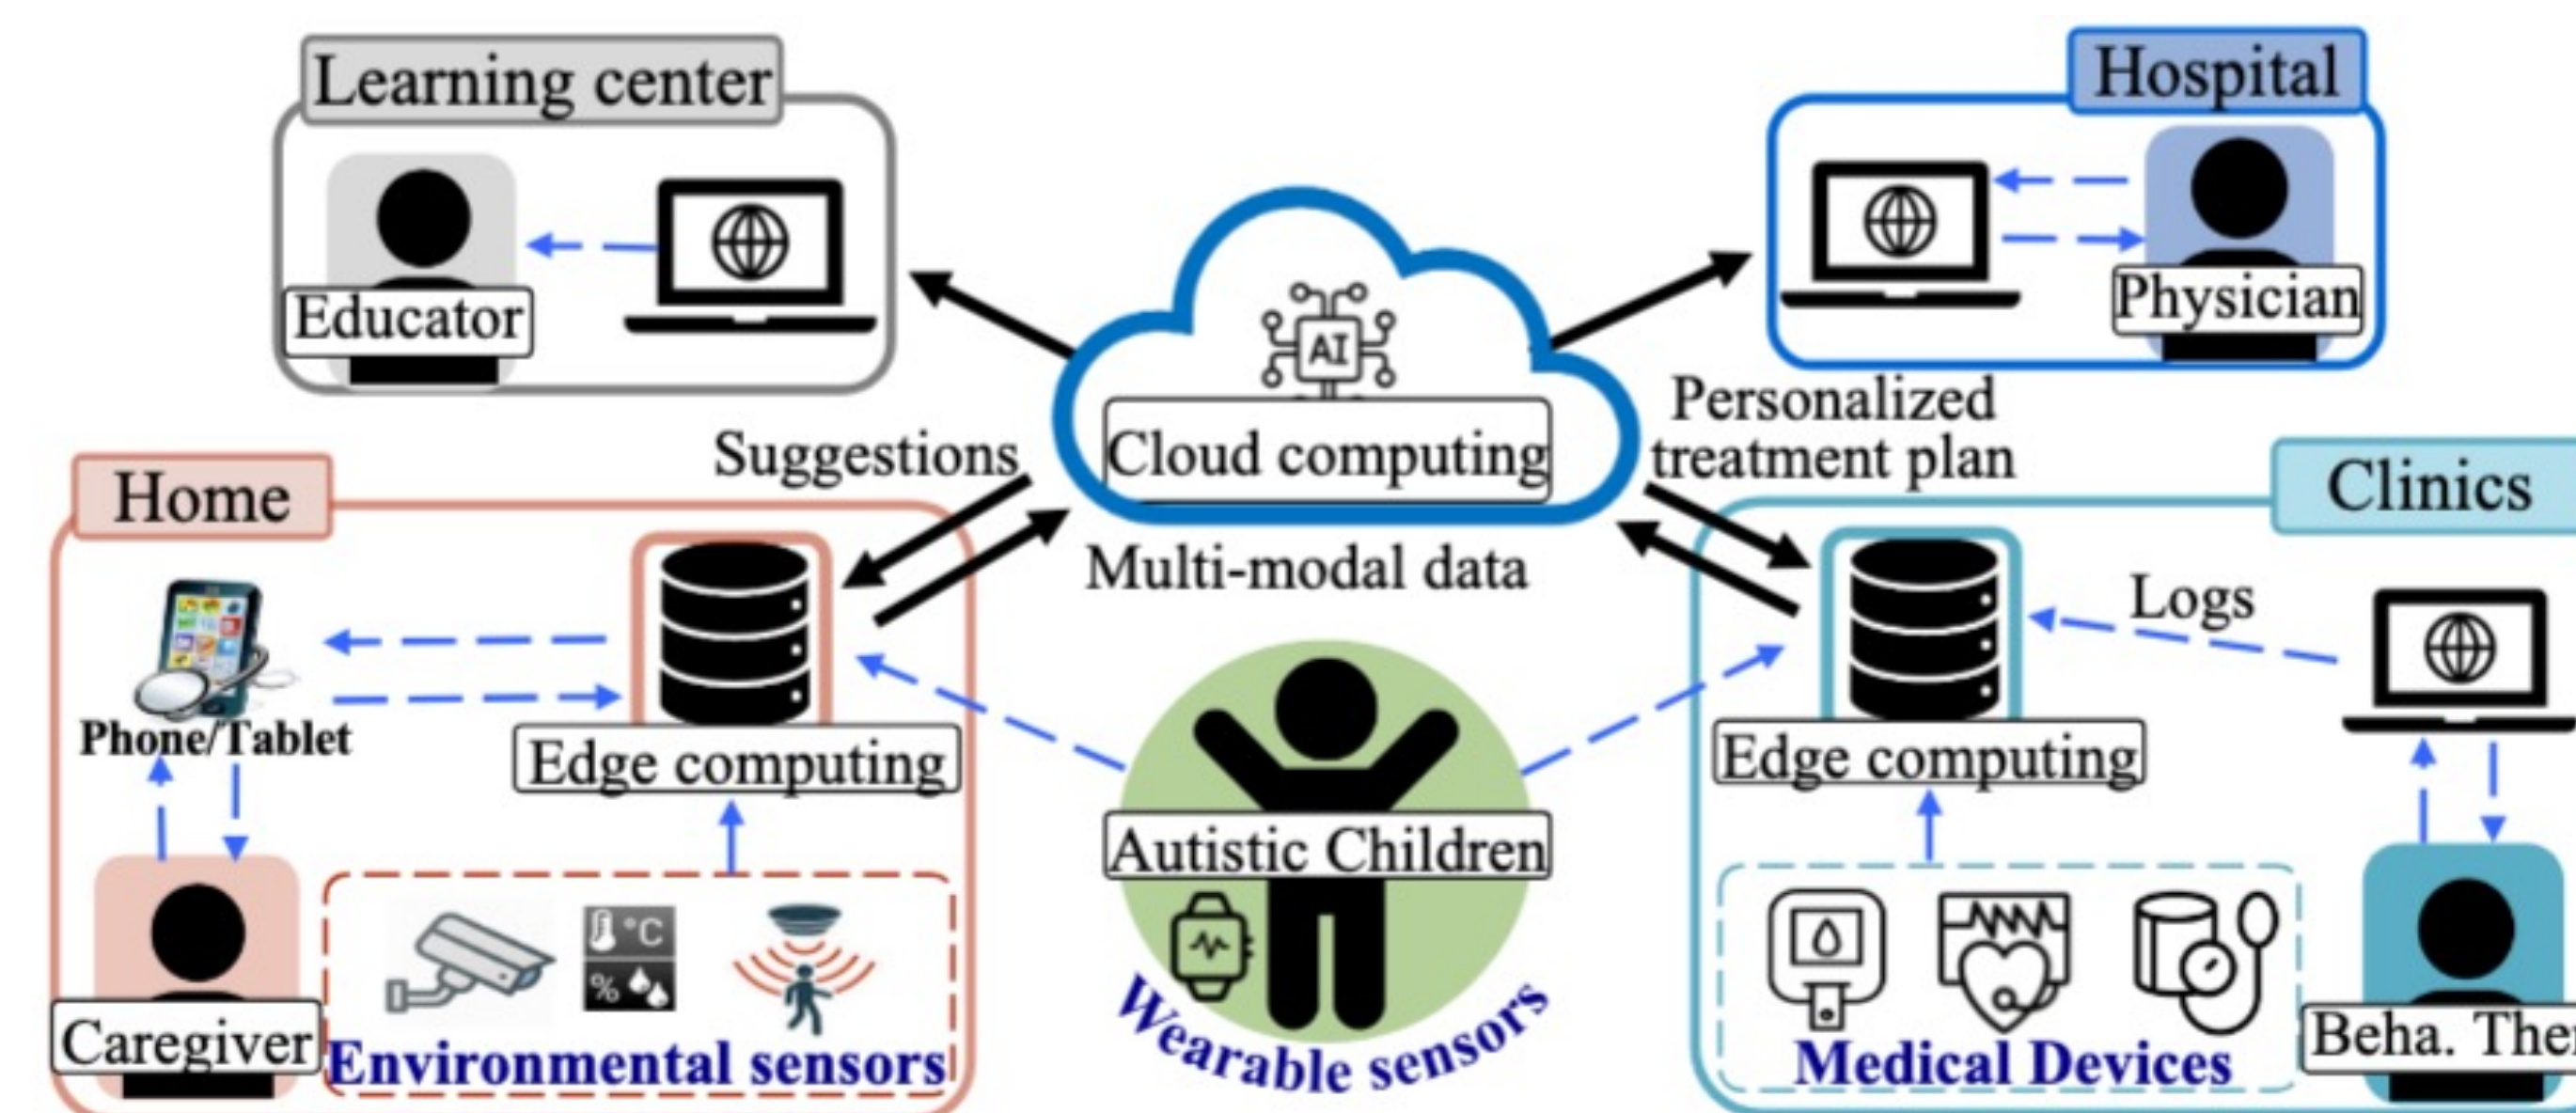 Learning center
Hospital
Educator
Physician
AI
Cloud computing
Suggestions
Personalized
treatment plan
Home
Clinics
Multi-modal data
Logs
Phone/Tablet
Edge computing
Edge computing
Autistic Children
°C
%
Caregiver
Environmental sensors
Wearable sensors
Medical Devices
Beha.